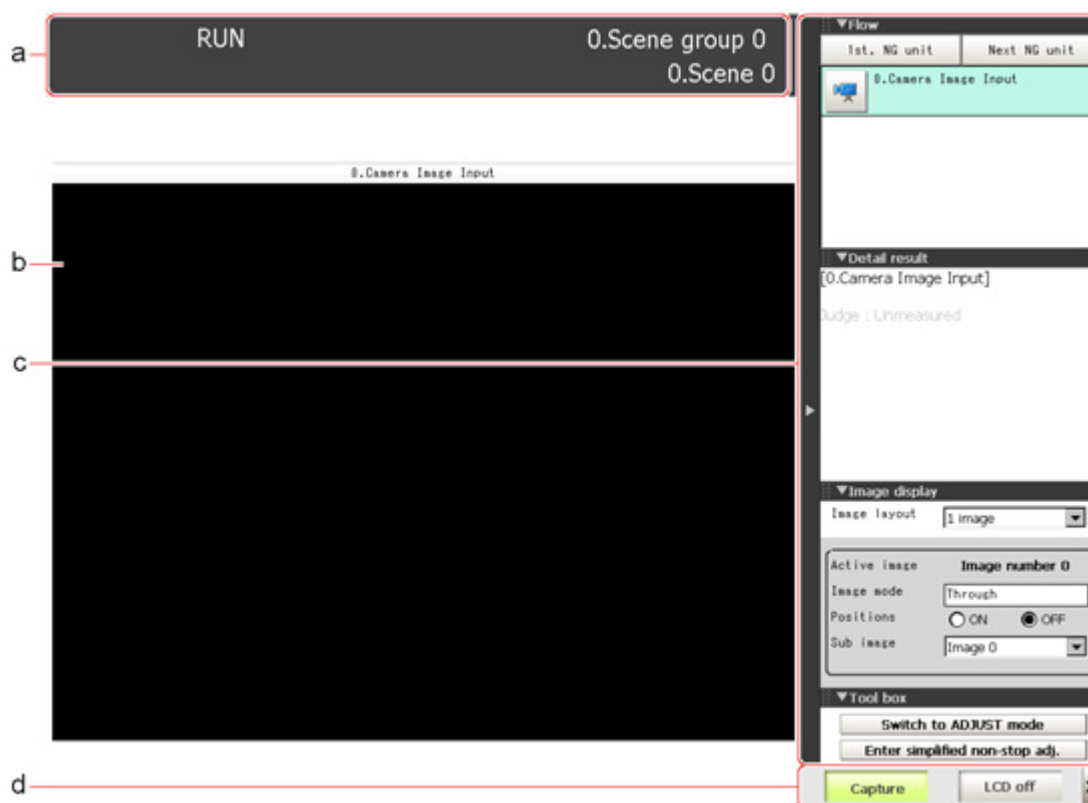 a
RUN
0.Scene group 0
0.Scene 0
b
0.Camera Image Input
c
d
▼Flow
1st. NG unit
Next NG unit
0.Camera Image Input
▼Detail result
[0.Camera Image Input]
Judge : Unmeasured
▼Image display
Image layout
1 image
Active image
Image number 0
Image mode
Through
Positions
ON
OFF
Sub image
Image 0
▼Tool box
Switch to ADJUST mode
Enter simplified non-stop adj.
Capture
LCD off